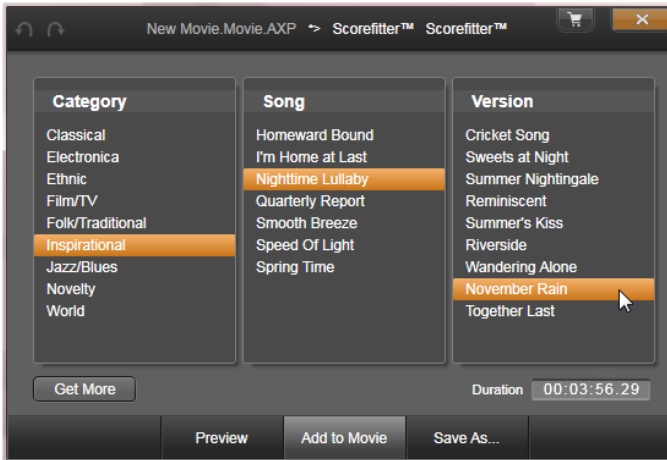 New Movie.Movie.AXP •> Scorefitter™ Scorefitter™
Category
Classical
Electronica
Ethnic
Film/TV
Folk/Traditional
Inspirational
Jazz/Blues
Novelty
World
Song
Homeward Bound
I'm Home at Last
Nighttime Lullaby
Quarterly Report
Smooth Breeze
Speed Of Light
Spring Time
Version
Cricket Song
Sweets at Night
Summer Nightingale
Reminiscent
Summer's Kiss
Riverside
Wandering Alone
November Rain
Together Last
Get More
Duration 00:03:56.29
Preview Add to Movie Save As...